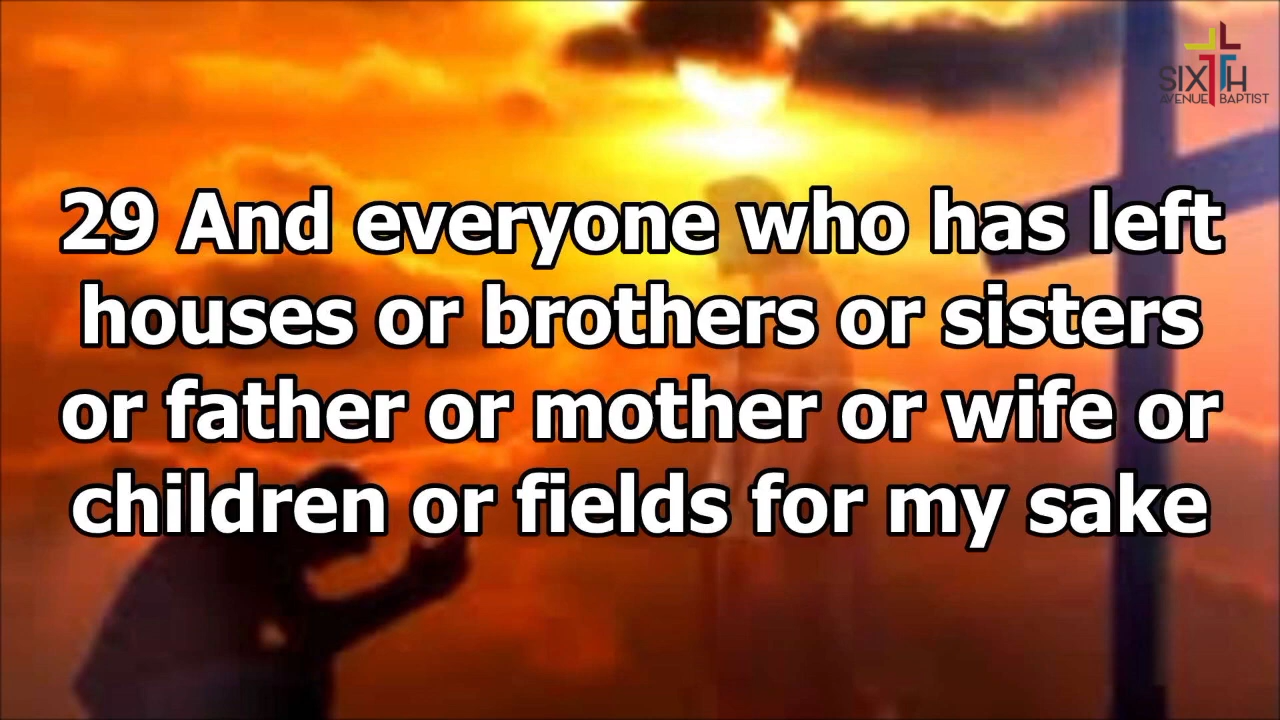 SIXTH
AVENUE BAPTIST
29 And everyone who has left
houses or brothers or sisters
or father or mother or wife or
children or fields for my sake